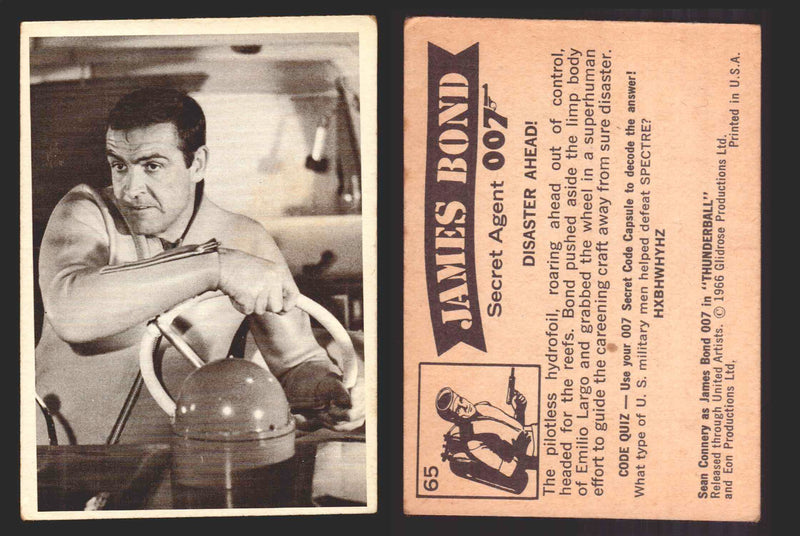 65
JAMES BOND
Secret Agent 007
DISASTER AHEAD!
The pilotless hydrofoil, roaring ahead out of control,
headed for the reefs. Bond pushed aside the limp body
of Emilio Largo and grabbed the wheel in a superhuman
effort to guide the careening craft away from sure disaster.
CODE QUIZ — Use your 007 Secret Code Capsule to decode the answer!
What type of U. S. military men helped defeat SPECTRE?
HXBHWHYHZ
Sean Connery as James Bond 007 in "THUNDERBALL"
Released through United Artists. © 1966 Glidrose Productions Ltd.
and Eon Productions Ltd. Printed in U.S.A.